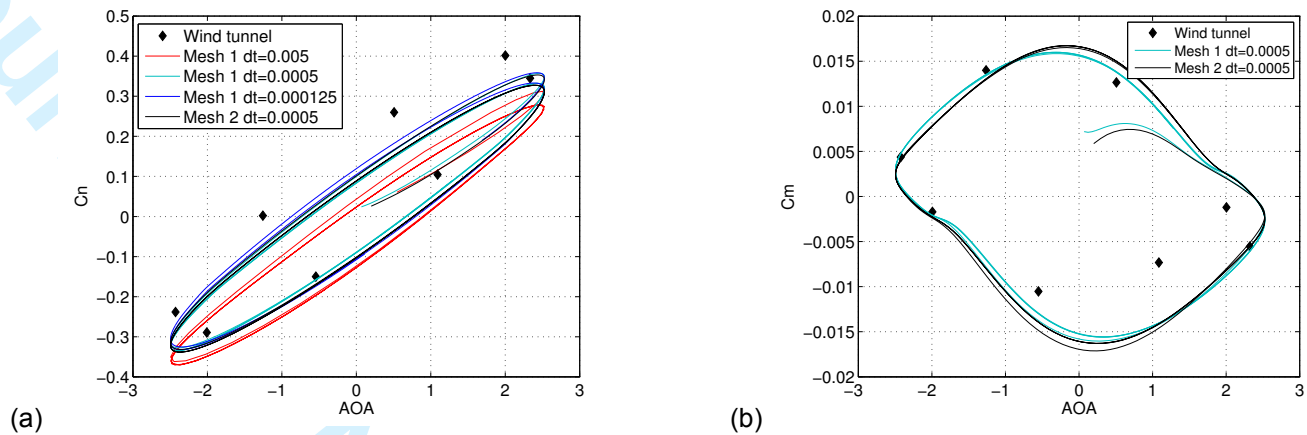 0.5
0.4
0.3
0.2
0.1
0
−0.1
−0.2
−0.3
−0.4
Cn
Wind tunnel
Mesh 1 dt=0.005
Mesh 1 dt=0.0005
Mesh 1 dt=0.000125
Mesh 2 dt=0.0005
−3 −2 −1 0 1 2 3
AOA
(a)
0.02
0.015
0.01
0.005
0
−0.005
−0.01
−0.015
−0.02
Cm
Wind tunnel
Mesh 1 dt=0.0005
Mesh 2 dt=0.0005
−3 −2 −1 0 1 2 3
AOA
(b)